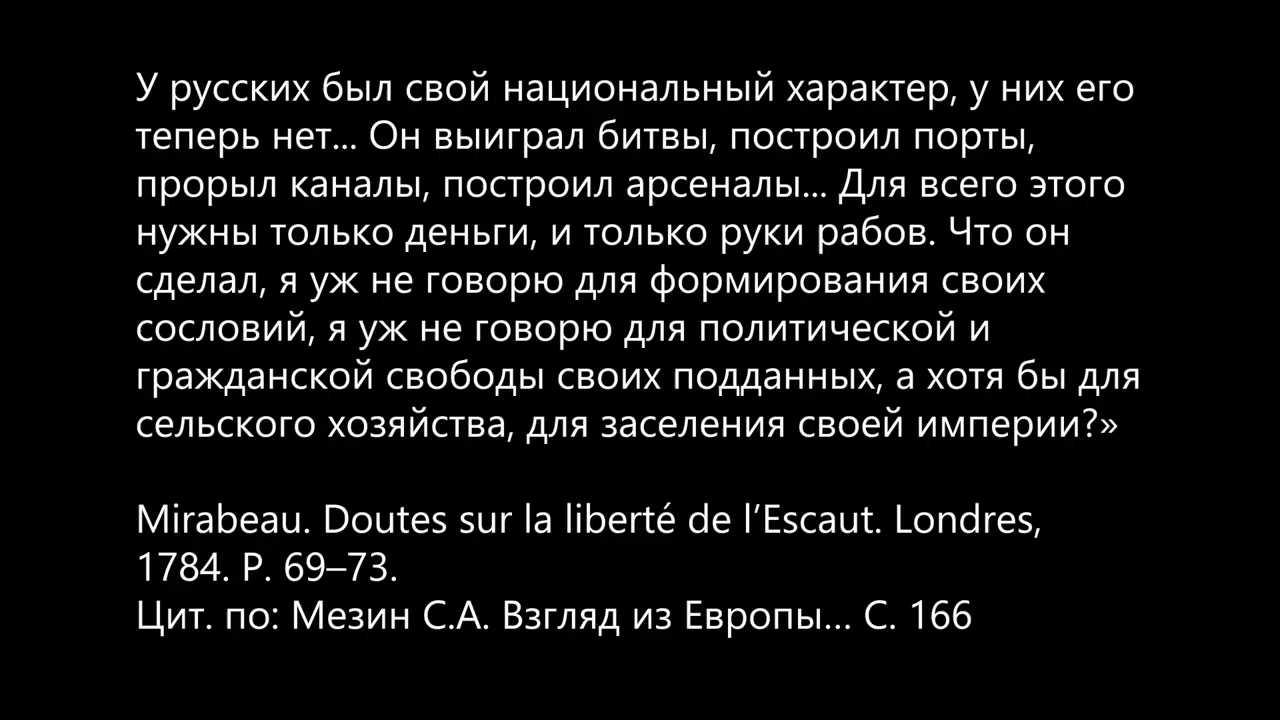 У русских был свой национальный характер, у них его
теперь нет... Он выиграл битвы, построил порты,
прорыл каналы, построил арсеналы... Для всего этого
нужны только деньги, и только руки рабов. Что он
сделал, я уж не говорю для формирования своих
сословий, я уж не говорю для политической и
гражданской свободы своих подданных, а хотя бы для
сельского хозяйства, для заселения своей империи?»
Mirabeau. Doutes sur la liberté de l’Escaut. Londres,
1784. P. 69–73.
Цит. по: Мезин С.А. Взгляд из Европы... С. 166